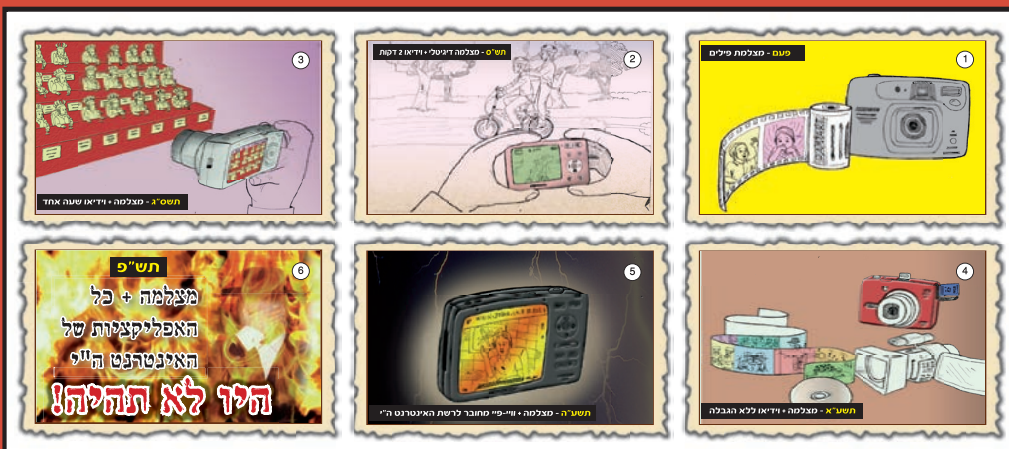 1
פעם - מצלמת פילים
2
תש"ס - מצלמה דיגיטלי + וידיאו 2 דקות
3
תשס"ג - מצלמה + וידיאו שעה אחד
4
תשע"א - מצלמה + וידיאו ללא הגבלה
5
תשע"ה - מצלמה + וויי-פיי מחובר לרשת האינטרנט ה"י
6
תש"פ
מצלמה + כל
האפליקציות של
האינטרנט ה"י
היו לא תהיה!